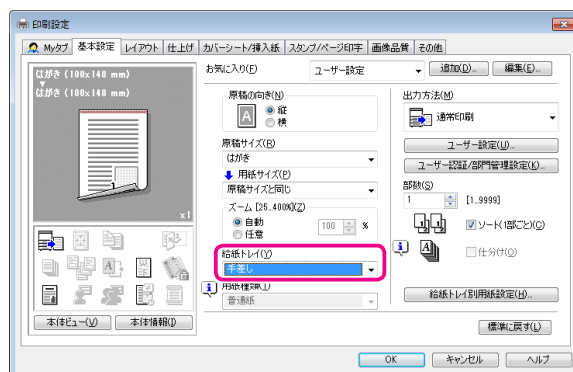 印刷設定
Myタブ 基本設定 レイアウト 仕上げ カバーシート/挿入紙 スタンプ/ページ印字 画像品質 その他
はがき (100x148 mm)
はがき (100x148 mm)
x1
お気に入り(F)
ユーザー設定
追加(D)...
編集(E)...
原稿の向き(N)
A
縦
横
原稿サイズ(R)
はがき
用紙サイズ(P)
原稿サイズと同じ
ズーム [25..400%](Z)
自動
任意
100 %
給紙トレイ(Y)
手差し
用紙種類(J)
普通紙
出力方法(M)
通常印刷
ユーザー設定(U)...
ユーザー認証/部門管理設定(K)...
部数(S)
1 [1..9999]
ソート(1部ごと)(C)
仕分け(O)
給紙トレイ別用紙設定(H)...
本体ビュー(V)
本体情報(I)
標準に戻す(L)
OK
キャンセル
ヘルプ